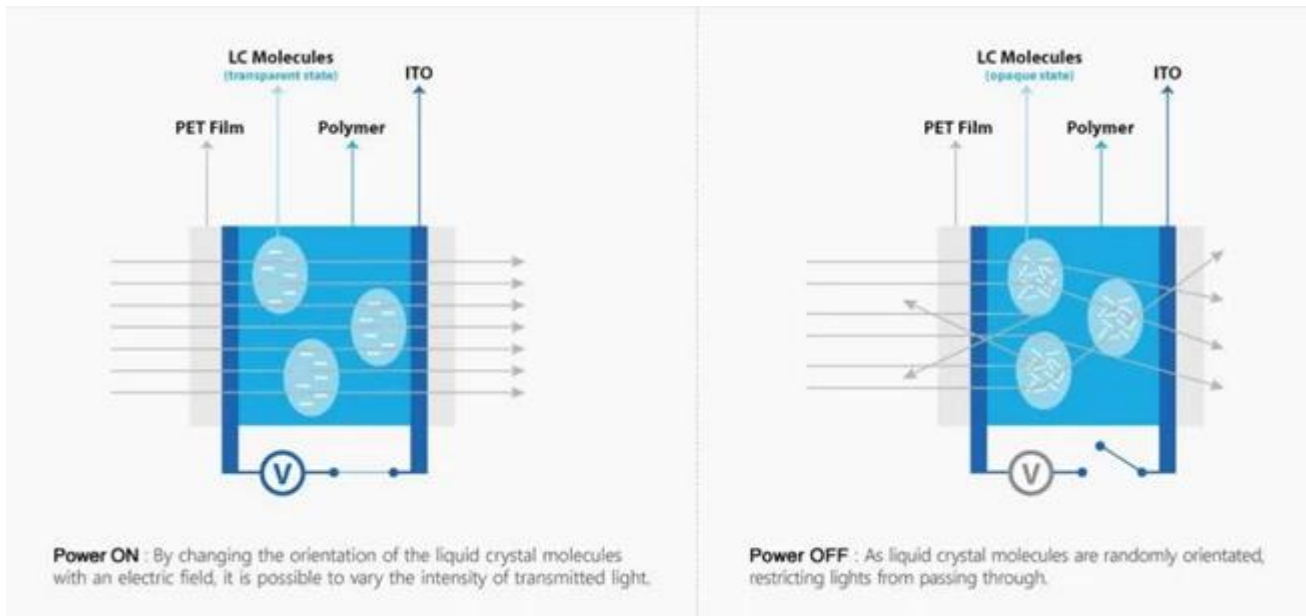 LC Molecules
(transparent state)
ITO
PET Film
Polymer
V
Power ON : By changing the orientation of the liquid crystal molecules
with an electric field, it is possible to vary the intensity of transmitted light.
LC Molecules
(opaque state)
ITO
PET Film
Polymer
V
Power OFF : As liquid crystal molecules are randomly orientated,
restricting lights from passing through.